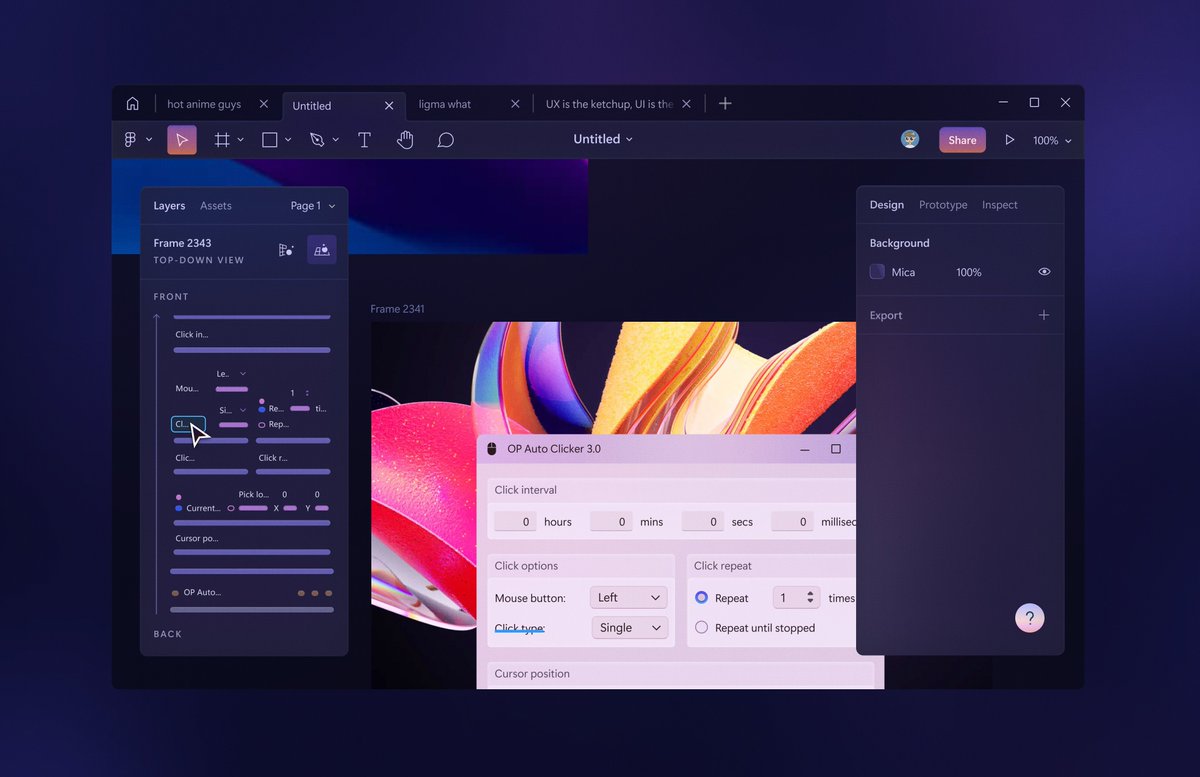 hot anime guys
Untitled
ligma what
UX is the ketchup, UI is the
Untitled
Share
100%
Layers
Assets
Page 1
Frame 2343
TOP-DOWN VIEW
FRONT
Click in...
Le..
Mou...
1
Si...
Re...
ti...
Cl...
Rep...
Clic...
Click r...
Pick lo...
0
0
Current...
X
Y
Cursor po...
OP Auto...
BACK
Frame 2341
OP Auto Clicker 3.0
Click interval
0 hours
0 mins
0 secs
0 millisec
Click options
Click repeat
Mouse button:
Left
Repeat
1
times
Click type:
Single
Repeat until stopped
Cursor position
Design
Prototype
Inspect
Background
Mica
100%
Export
?